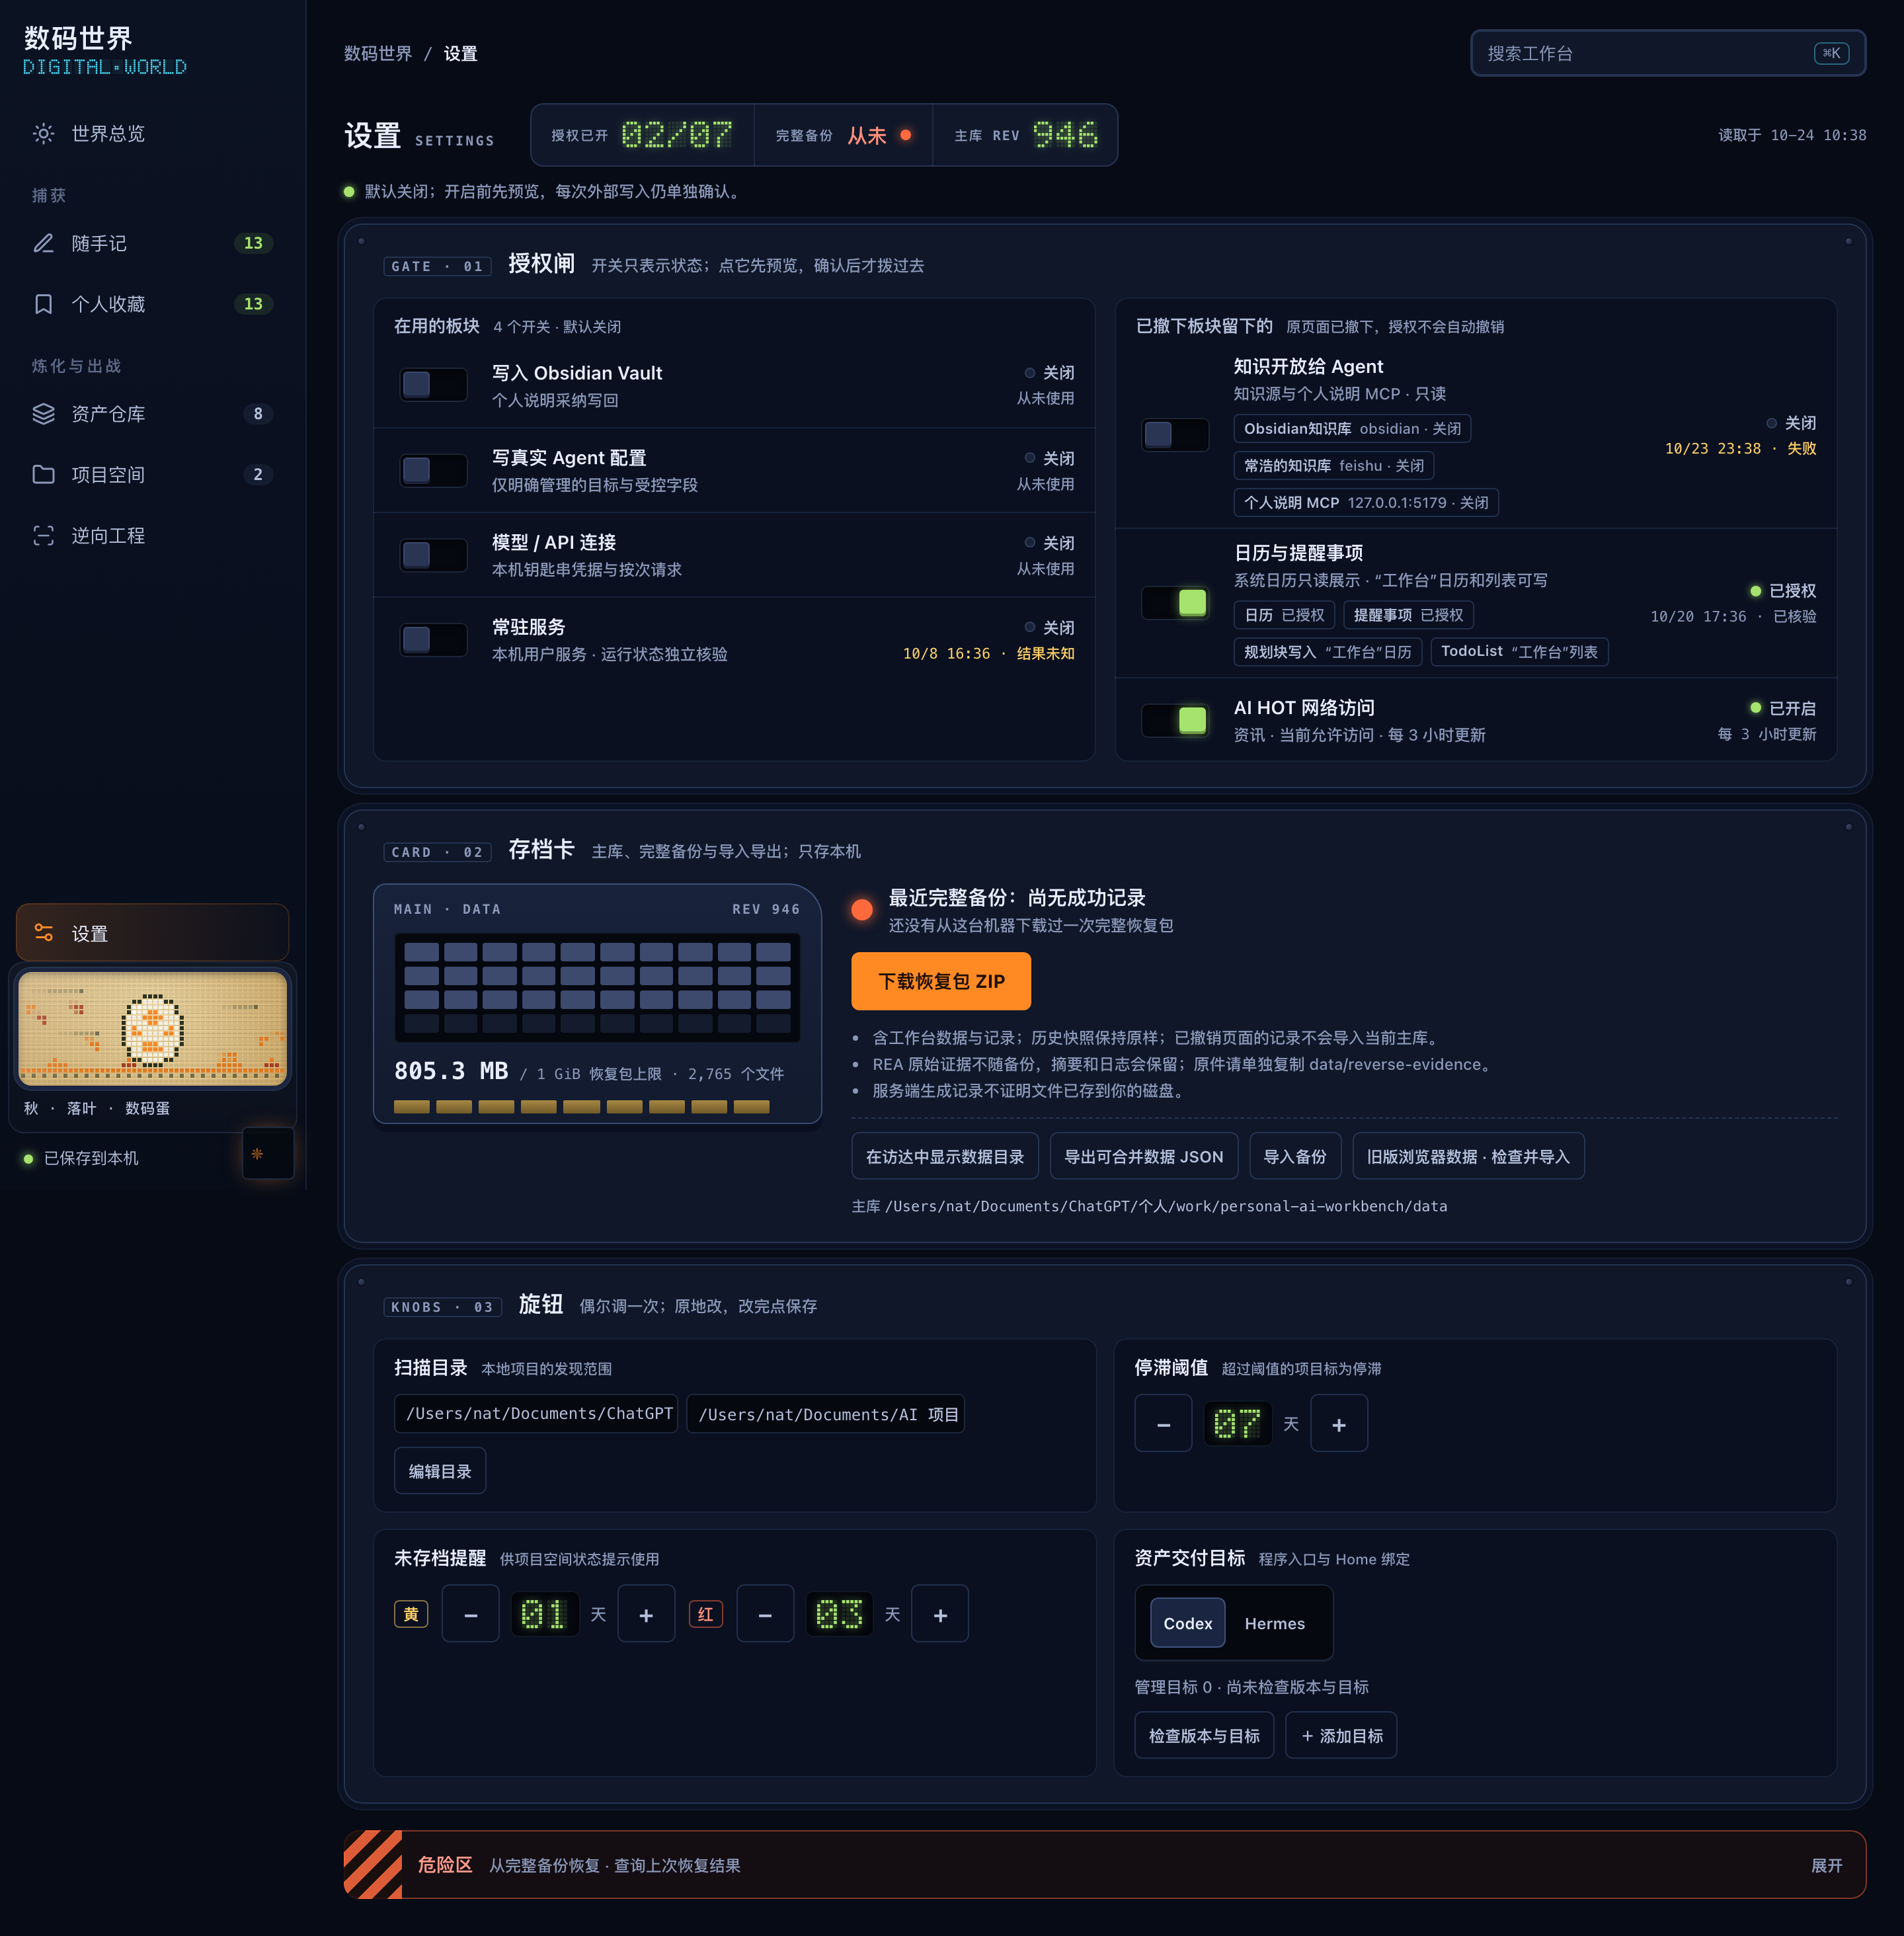 数码世界
DIGITAL·WORLD
世界总览
捕获
随手记 13
个人收藏 13
炼化与出战
资产仓库 8
项目空间 2
逆向工程
设置
秋 · 落叶 · 数码蛋
已保存到本机
数码世界 / 设置
搜索工作台 ⌘K
设置 SETTINGS
授权已开 02/07
完整备份 从未
主库 REV 946
读取于 10-24 10:38
默认关闭；开启前先预览，每次外部写入仍单独确认。
GATE · 01 授权闸 开关只表示状态；点它先预览，确认后才拨过去
在用的板块 4 个开关 · 默认关闭
写入 Obsidian Vault 关闭
个人说明采纳写回 从未使用
写真实 Agent 配置 关闭
仅明确管理的目标与受控字段 从未使用
模型 / API 连接 关闭
本机钥匙串凭据与按次请求 从未使用
常驻服务 关闭
本机用户服务 · 运行状态独立核验 10/8 16:36 · 结果未知
已撤下板块留下的 原页面已撤下，授权不会自动撤销
知识开放给 Agent
知识源与个人说明 MCP · 只读
Obsidian知识库 obsidian · 关闭
常浩的知识库 feishu · 关闭
个人说明 MCP 127.0.0.1:5179 · 关闭
关闭
10/23 23:38 · 失败
日历与提醒事项
系统日历只读展示 · “工作台”日历和列表可写
日历 已授权 提醒事项 已授权
规划块写入 “工作台”日历 TodoList “工作台”列表
已授权
10/20 17:36 · 已核验
AI HOT 网络访问 已开启
资讯 · 当前允许访问 · 每 3 小时更新 每 3 小时更新
CARD · 02 存档卡 主库、完整备份与导入导出；只存本机
MAIN · DATA REV 946
805.3 MB / 1 GiB 恢复包上限 · 2,765 个文件
最近完整备份：尚无成功记录
还没有从这台机器下载过一次完整恢复包
下载恢复包 ZIP
• 含工作台数据与记录；历史快照保持原样；已撤销页面的记录不会导入当前主库。
• REA 原始证据不随备份，摘要和日志会保留；原件请单独复制 data/reverse-evidence。
• 服务端生成记录不证明文件已存到你的磁盘。
在访达中显示数据目录 导出可合并数据 JSON 导入备份 旧版浏览器数据 · 检查并导入
主库 /Users/nat/Documents/ChatGPT/个人/work/personal-ai-workbench/data
KNOBS · 03 旋钮 偶尔调一次；原地改，改完点保存
扫描目录 本地项目的发现范围
/Users/nat/Documents/ChatGPT /Users/nat/Documents/AI 项目
编辑目录
停滞阈值 超过阈值的项目标为停滞
− 07 天 +
未存档提醒 供项目空间状态提示使用
黄 − 01 天 + 红 − 03 天 +
资产交付目标 程序入口与 Home 绑定
Codex Hermes
管理目标 0 · 尚未检查版本与目标
检查版本与目标 + 添加目标
危险区 从完整备份恢复 · 查询上次恢复结果 展开